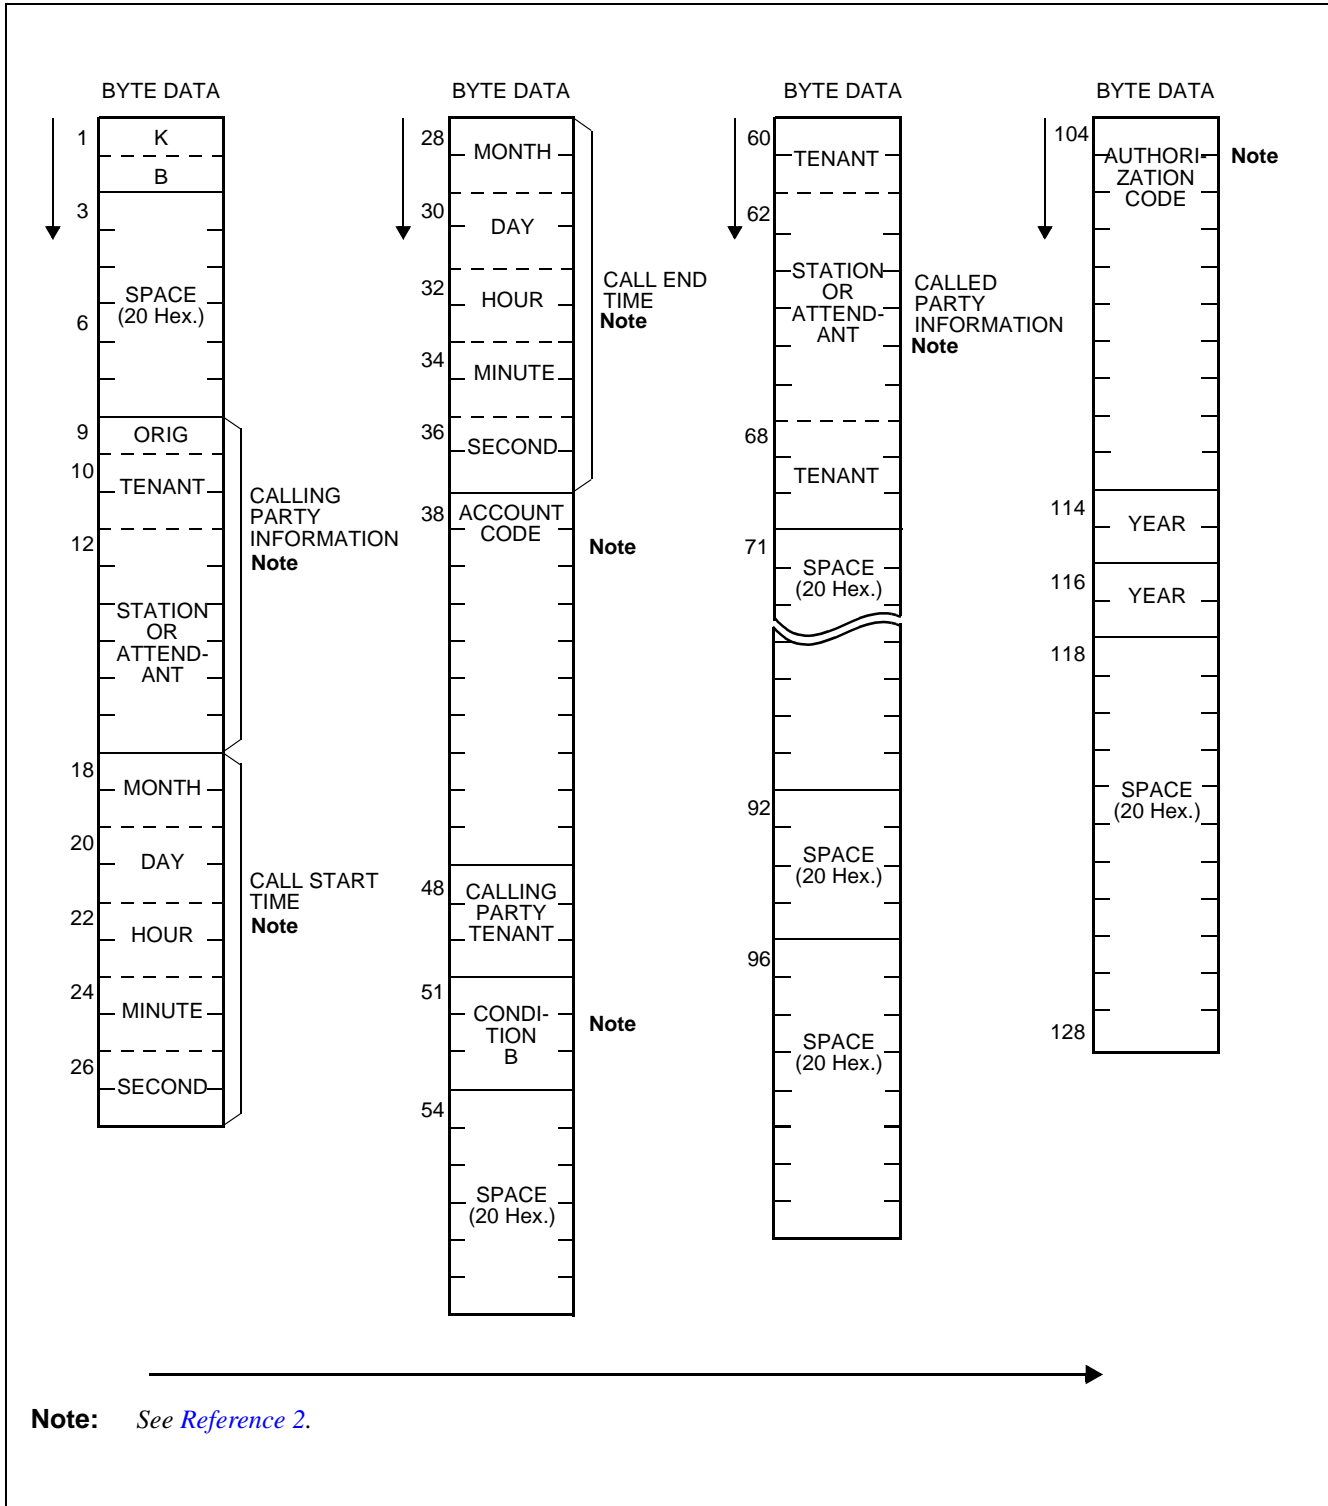 BYTE DATA
1
K
B
3
SPACE
(20 Hex.)
6
9
ORIG
10
TENANT
12
STATION
OR
ATTEND-
ANT
CALLING
PARTY
INFORMATION
Note
18
MONTH
20
DAY
22
HOUR
24
MINUTE
26
SECOND
CALL START
TIME
Note
BYTE DATA
28
MONTH
30
DAY
32
HOUR
34
MINUTE
36
SECOND
CALL END
TIME
Note
38
ACCOUNT
CODE
Note
48
CALLING
PARTY
TENANT
51
CONDI-
TION
B
Note
54
SPACE
(20 Hex.)
BYTE DATA
60
TENANT
62
STATION
OR
ATTEND-
ANT
68
TENANT
CALLED
PARTY
INFORMATION
Note
71
SPACE
(20 Hex.)
92
SPACE
(20 Hex.)
96
SPACE
(20 Hex.)
BYTE DATA
104
AUTHORI-
ZATION
CODE
Note
114
YEAR
116
YEAR
118
SPACE
(20 Hex.)
128
Note: See Reference 2.